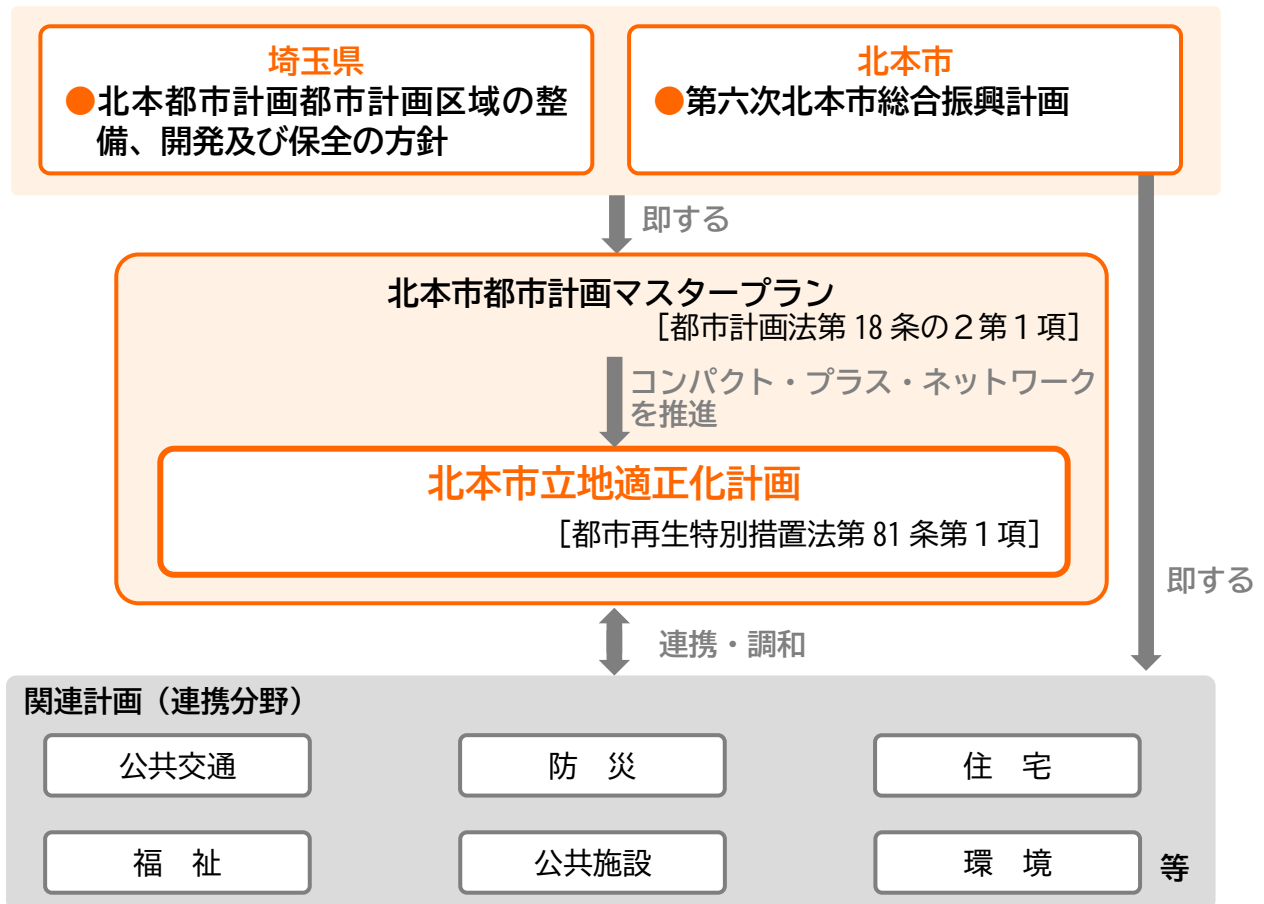 埼玉県
●北本都市計画都市計画区域の整
備、開発及び保全の方針
北本市
●第六次北本市総合振興計画
即する
北本市都市計画マスタープラン
[都市計画法第 18 条の２第１項]
コンパクト・プラス・ネットワーク
を推進
北本市立地適正化計画
[都市再生特別措置法第 81 条第１項]
即する
連携・調和
関連計画（連携分野）
公共交通
防　災
住　宅
福　祉
公共施設
環　境
等